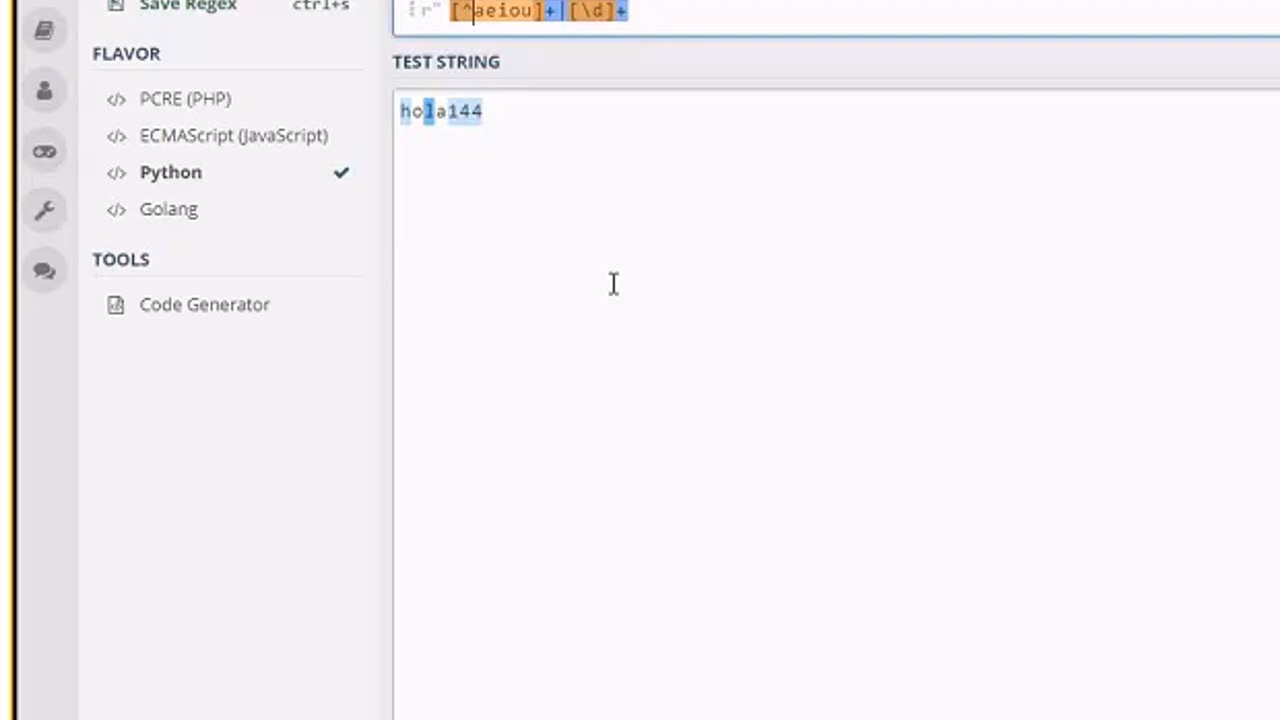 Save Regex ctrl+s
r" [^aeiou]+|[\d]+
FLAVOR
TEST STRING
</> PCRE (PHP)
hola144
</> ECMAScript (JavaScript)
</> Python
</> Golang
TOOLS
Code Generator